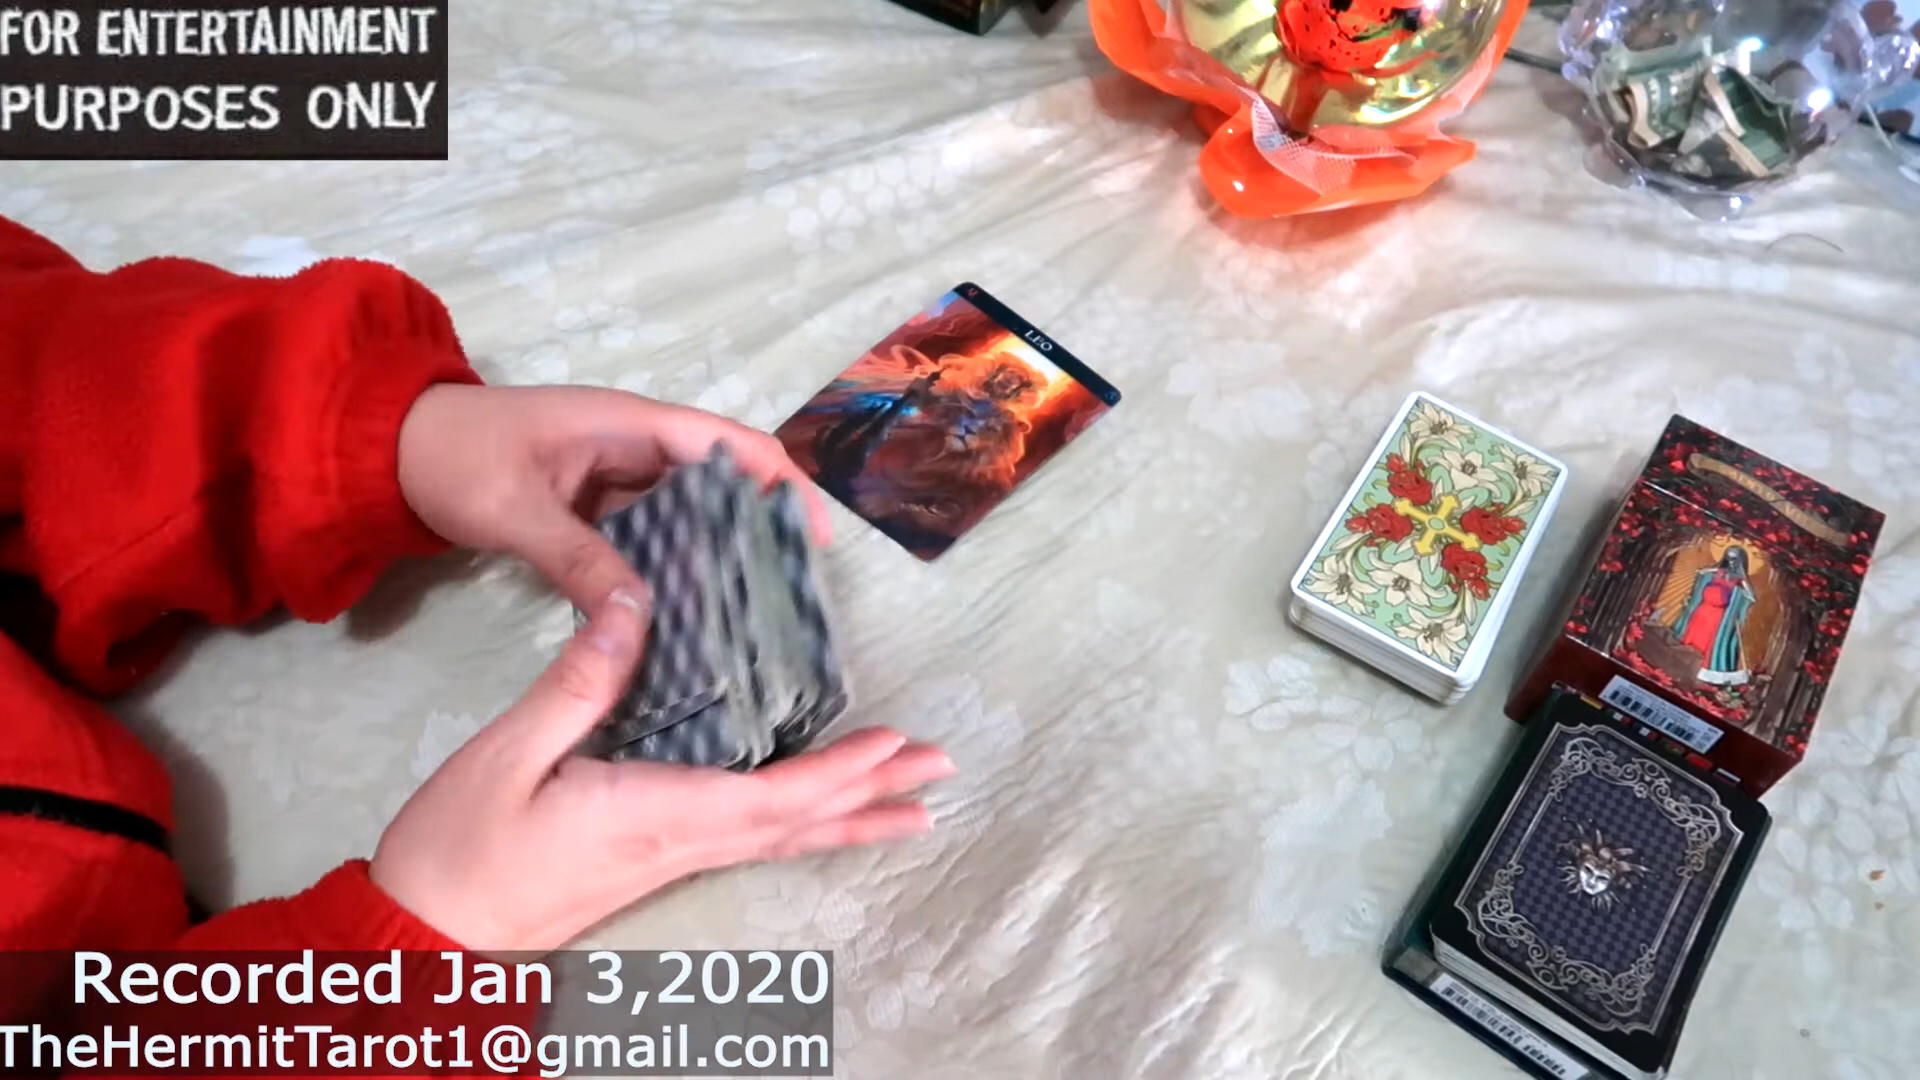 FOR ENTERTAINMENT
PURPOSES ONLY
LEO
Recorded Jan 3,2020
TheHermitTarot1@gmail.com